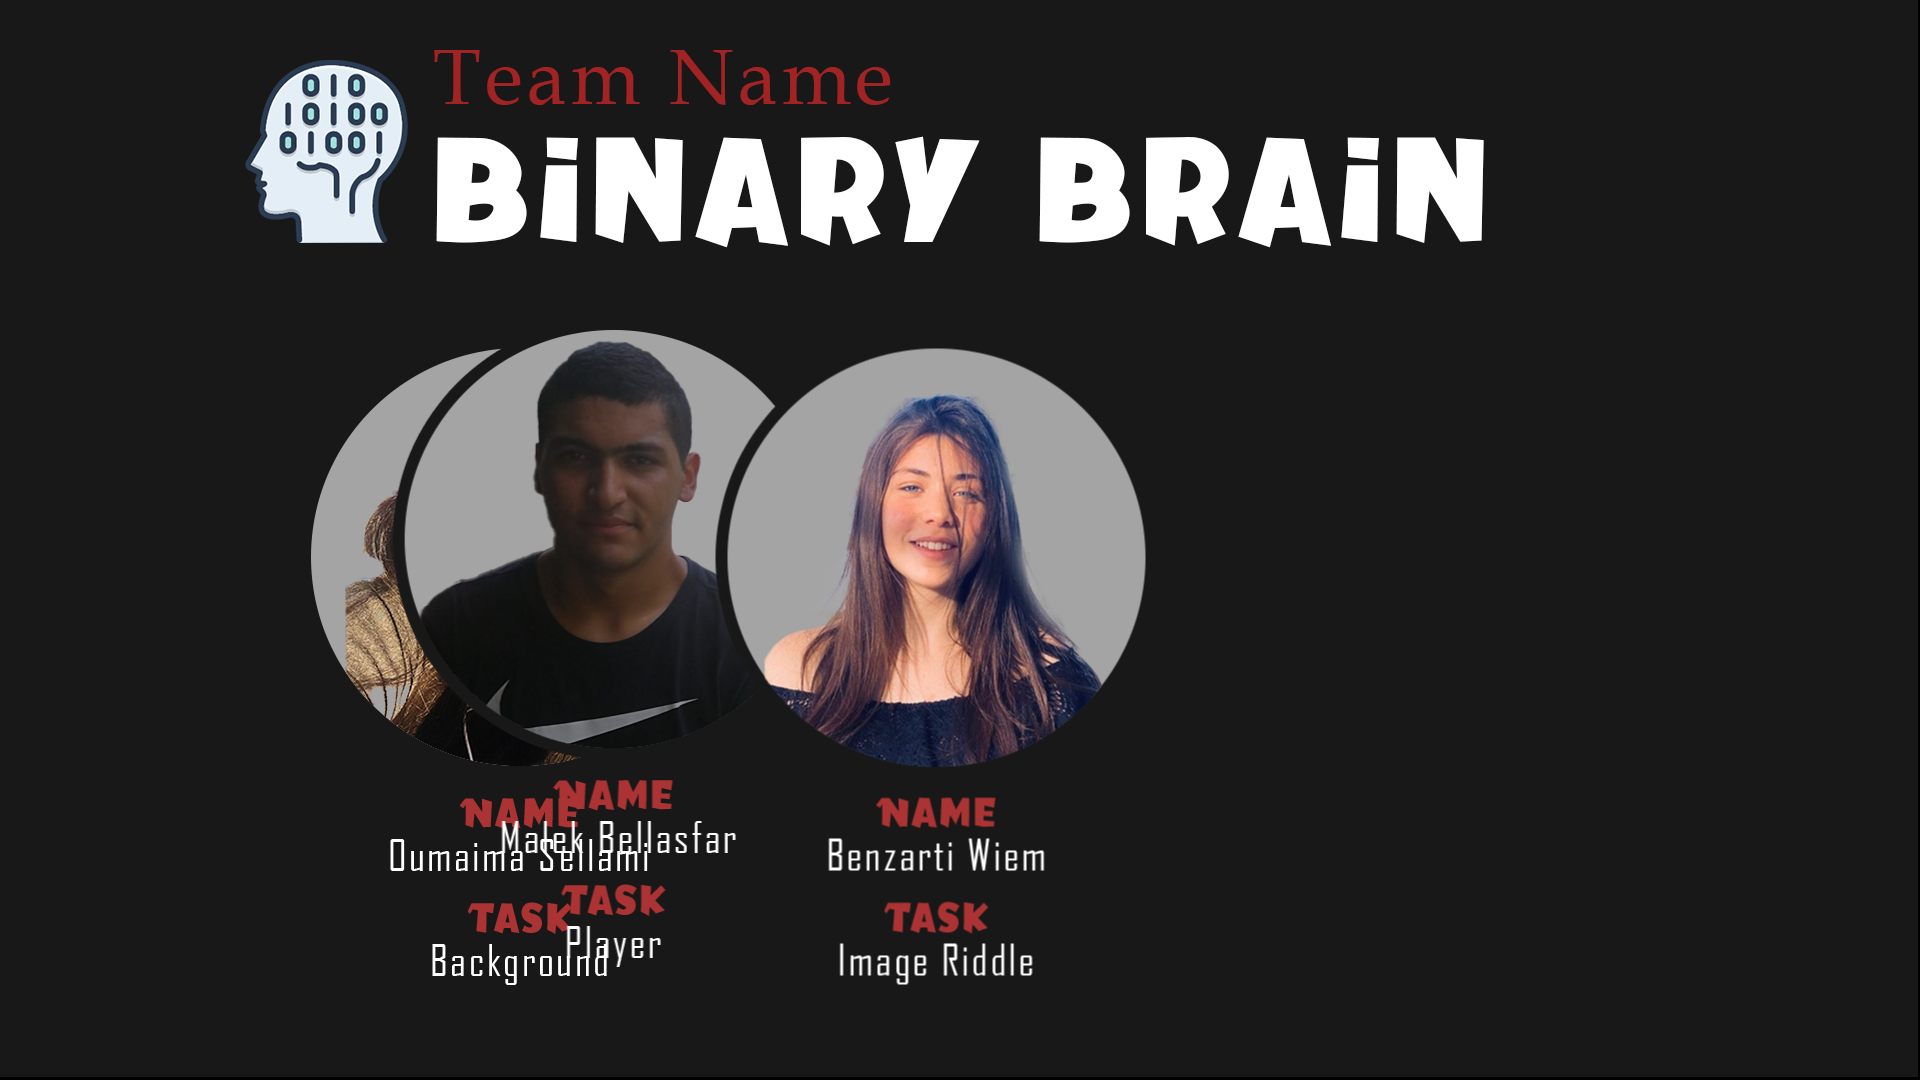 Team Name
BiNARY BRAiN
010
10100
01001
NAME
Oumaima Sellami
TASK
Background
NAME
Malek Bellasfar
TASK
Player
NAME
Benzarti Wiem
TASK
Image Riddle